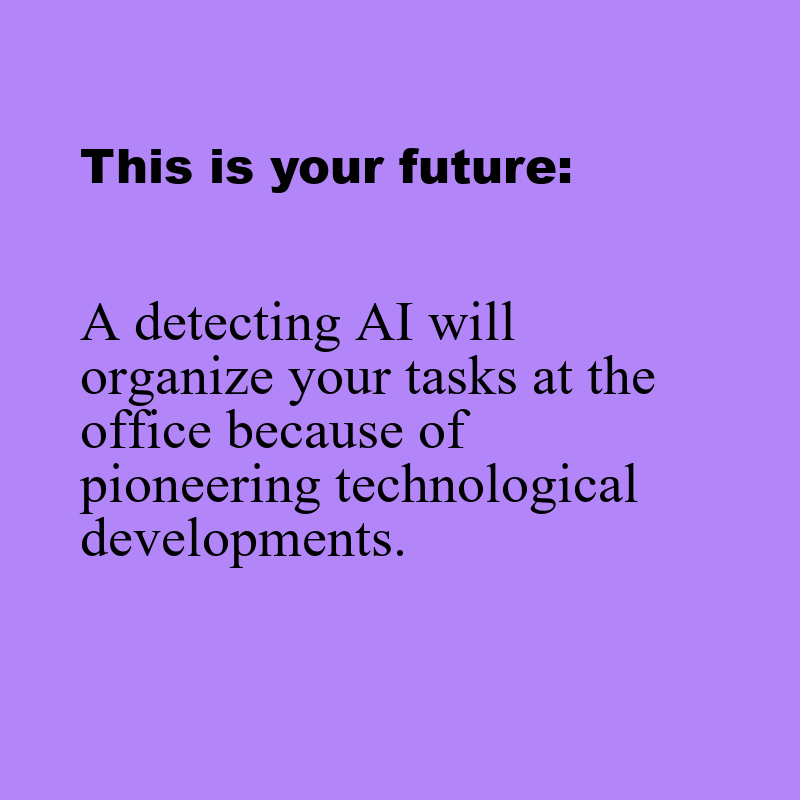 This is your future:
A detecting AI will
organize your tasks at the
office because of
pioneering technological
developments.